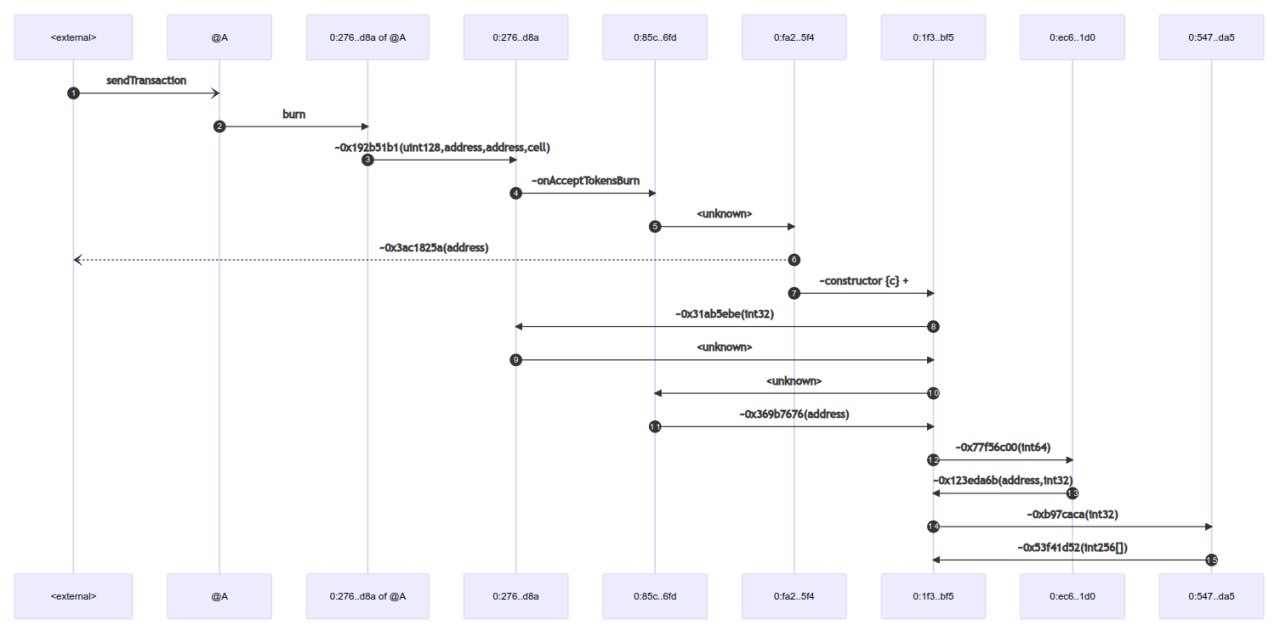 <external>
@A
0:276..d8a of @A
0:276..d8a
0:85c..6fd
0:fa2..5f4
0:1f3..bf5
0:ec6..1d0
0:547..da5
sendTransaction
1
burn
2
~0x192b51b1(uint128,address,address,cell)
3
~onAcceptTokensBurn
4
<unknown>
5
~0x3ac1825a(address)
6
~constructor {c} +
7
~0x31ab5ebe(int32)
8
<unknown>
9
<unknown>
10
~0x369b7676(address)
11
~0x77f56c00(int64)
12
~0x123eda6b(address,int32)
13
~0xb97caca(int32)
14
~0x53f41d52(int256[])
15
<external>
@A
0:276..d8a of @A
0:276..d8a
0:85c..6fd
0:fa2..5f4
0:1f3..bf5
0:ec6..1d0
0:547..da5